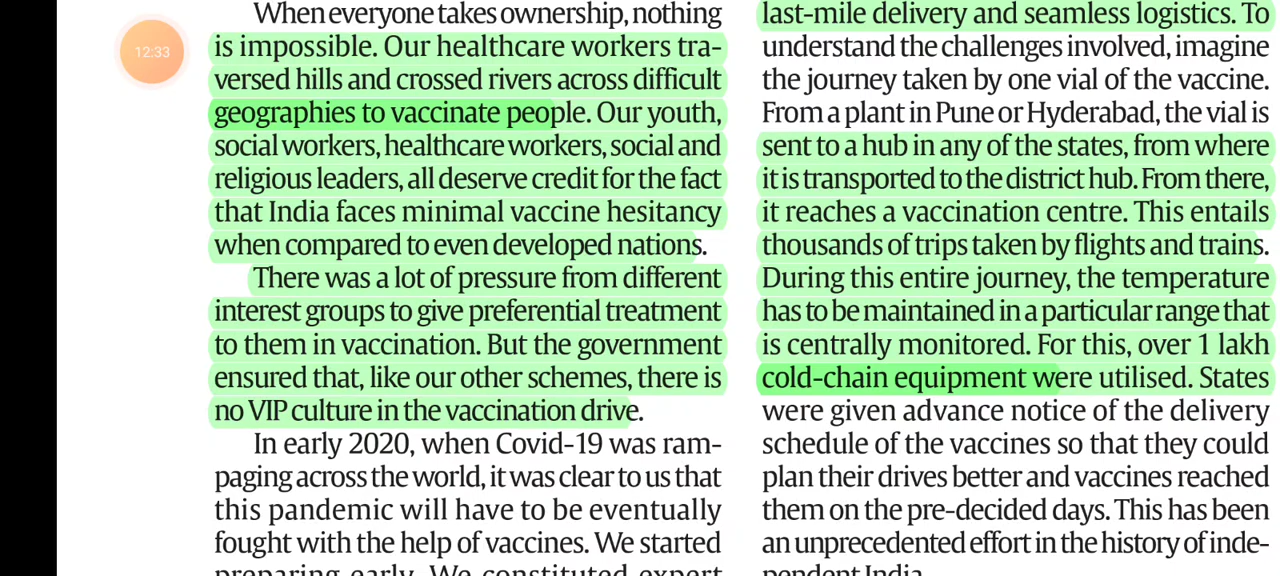 12:33
When everyone takes ownership, nothing
is impossible. Our healthcare workers tra-
versed hills and crossed rivers across difficult
geographies to vaccinate people. Our youth,
social workers, healthcare workers, social and
religious leaders, all deserve credit for the fact
that India faces minimal vaccine hesitancy
when compared to even developed nations.
There was a lot of pressure from different
interest groups to give preferential treatment
to them in vaccination. But the government
ensured that, like our other schemes, there is
no VIP culture in the vaccination drive.
In early 2020, when Covid-19 was ram-
paging across the world, it was clear to us that
this pandemic will have to be eventually
fought with the help of vaccines. We started
preparing early. We constituted expert
last-mile delivery and seamless logistics. To
understand the challenges involved, imagine
the journey taken by one vial of the vaccine.
From a plant in Pune or Hyderabad, the vial is
sent to a hub in any of the states, from where
it is transported to the district hub. From there,
it reaches a vaccination centre. This entails
thousands of trips taken by flights and trains.
During this entire journey, the temperature
has to be maintained in a particular range that
is centrally monitored. For this, over 1 lakh
cold-chain equipment were utilised. States
were given advance notice of the delivery
schedule of the vaccines so that they could
plan their drives better and vaccines reached
them on the pre-decided days. This has been
an unprecedented effort in the history of inde-
pendent India.